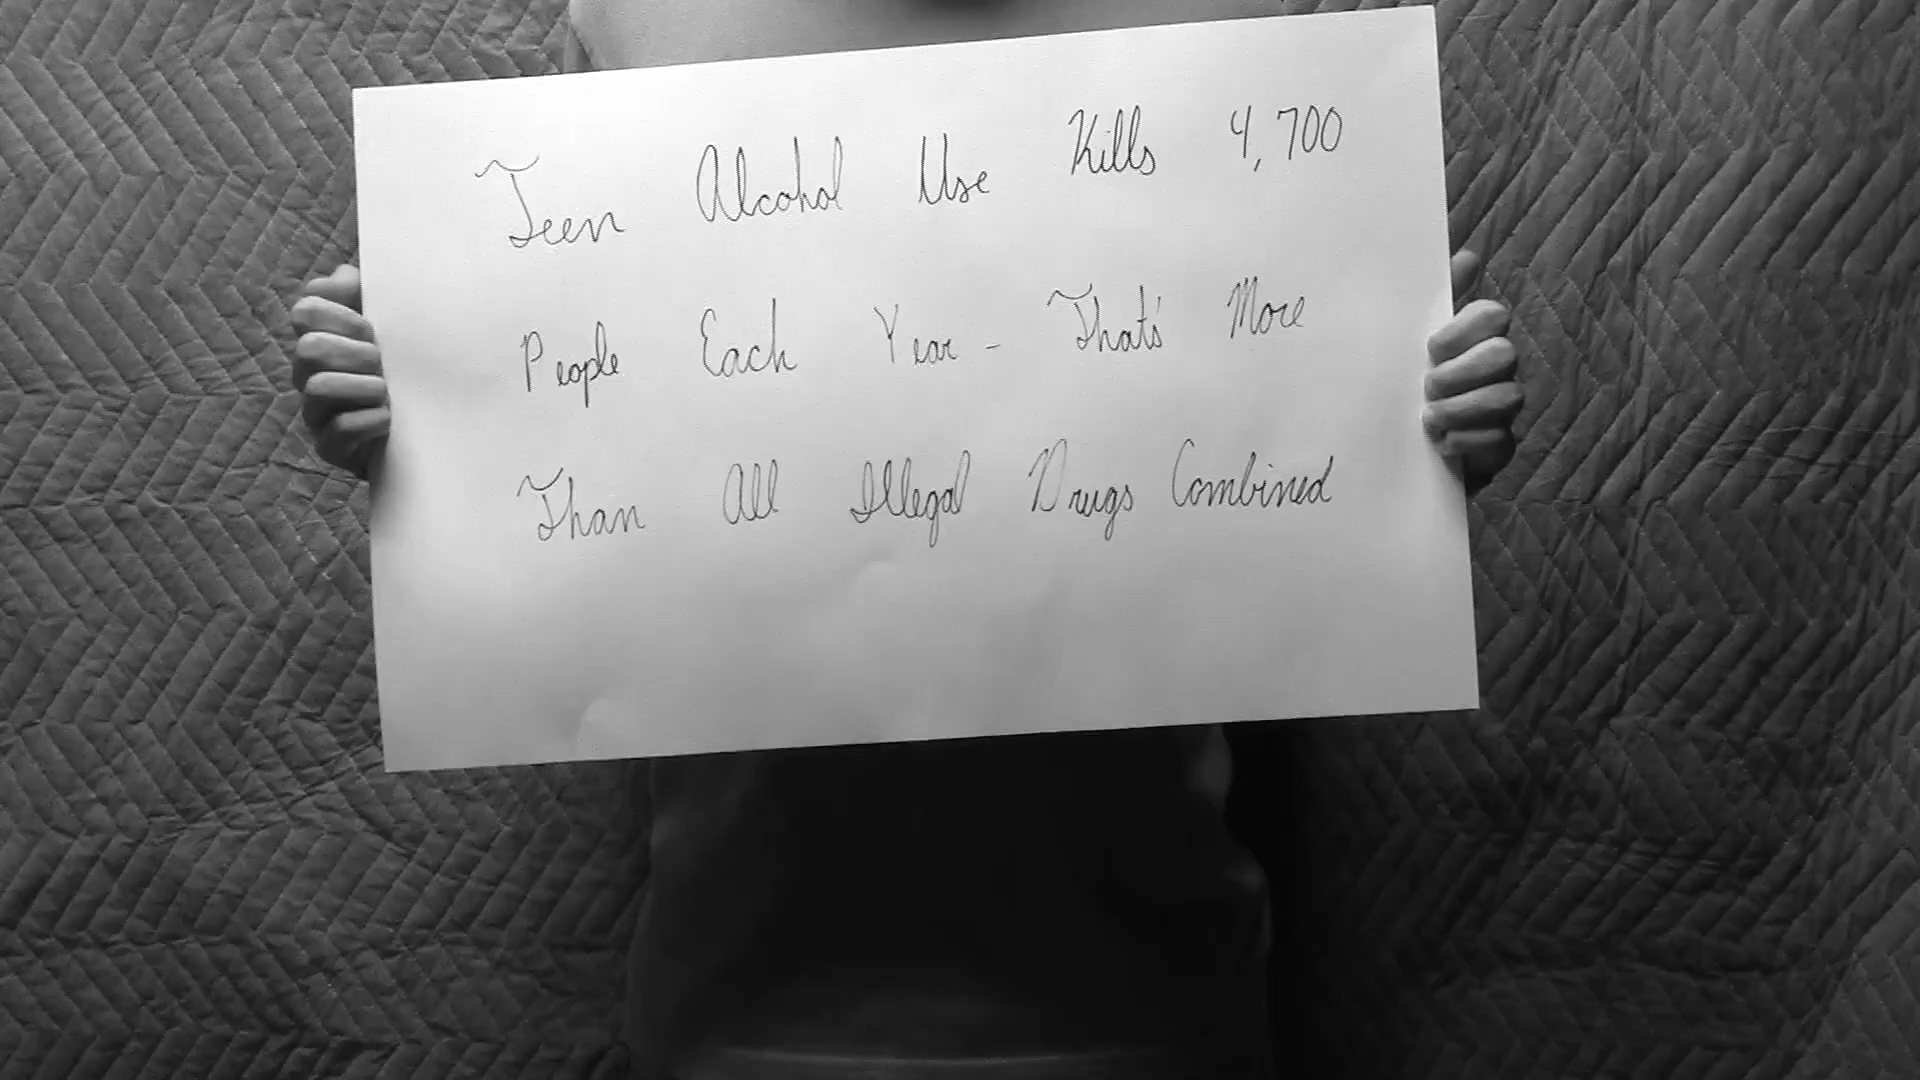 Teen Alcohol Use Kills 4,700
People Each Year - That's More
Than All Illegal Drugs Combined